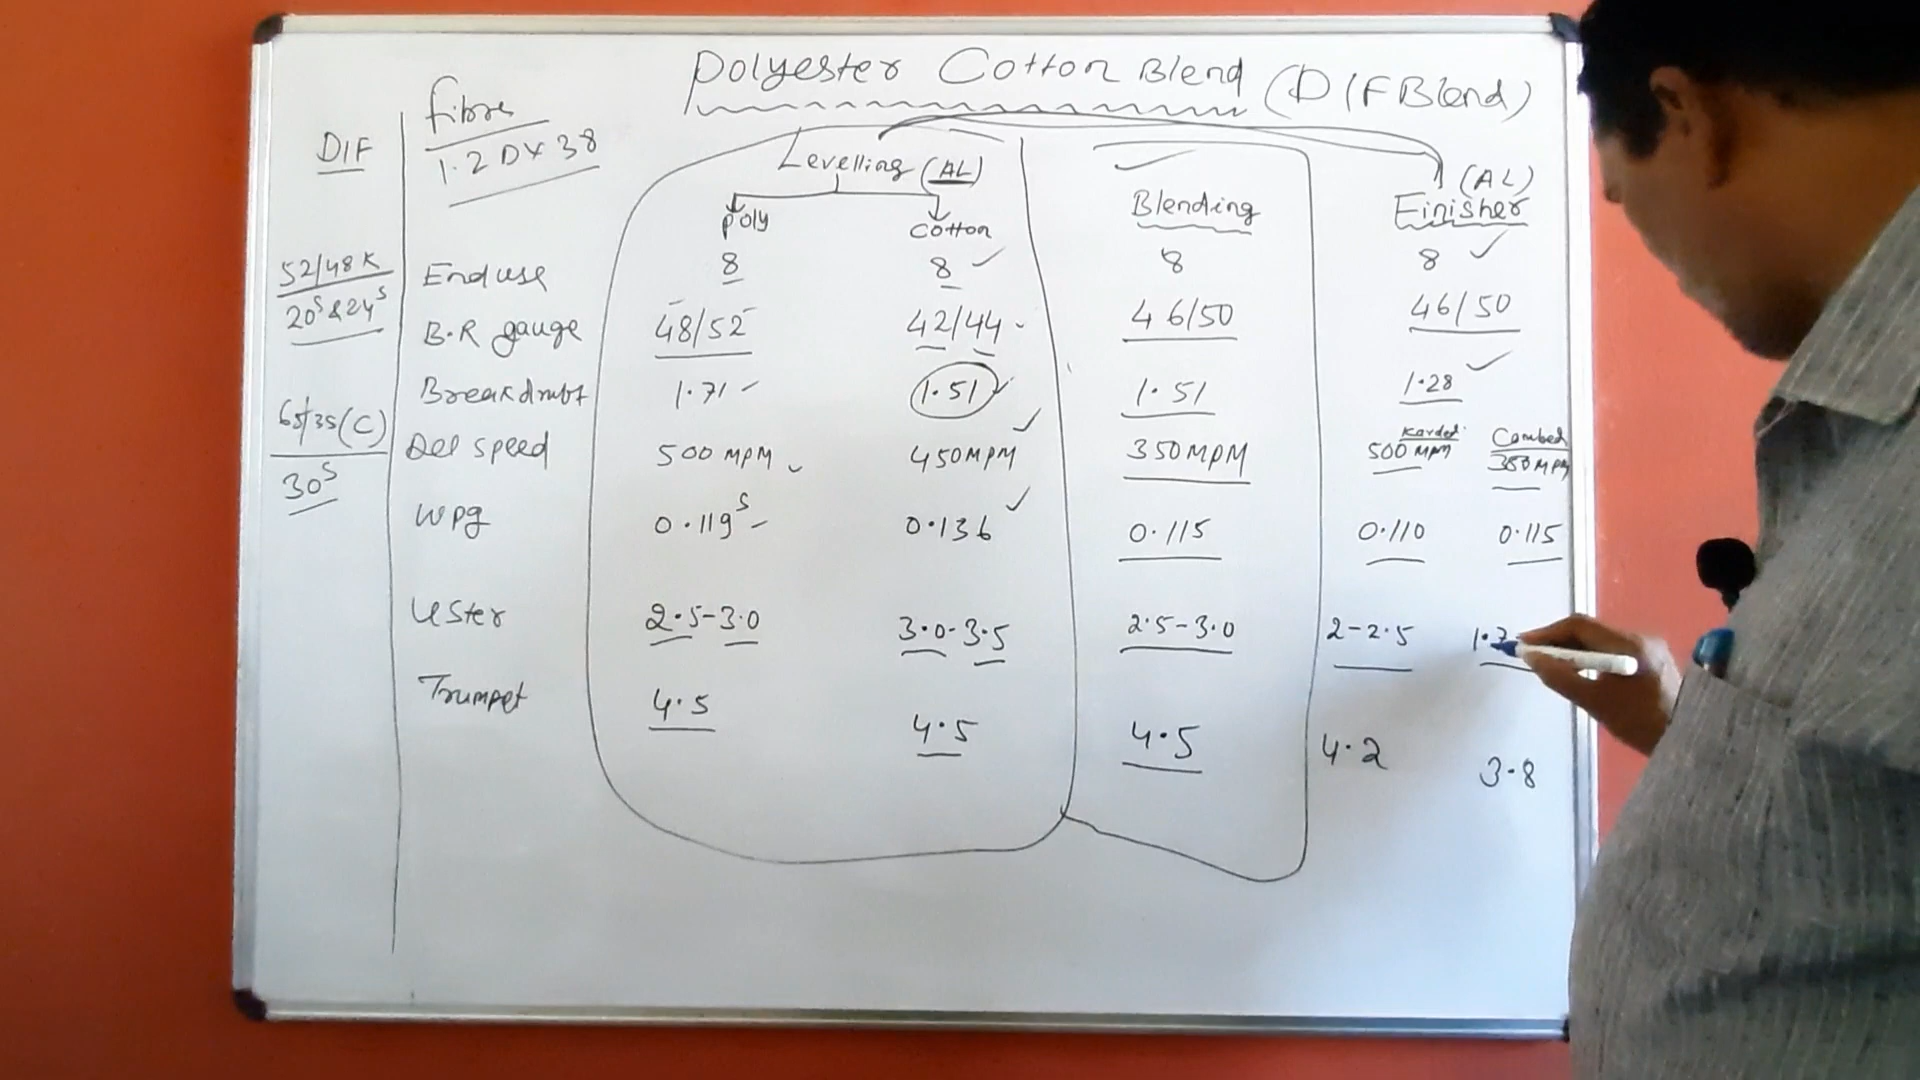 Polyester Cotton Blend (D/F Blend)
D/F
fibre
1.2 D x 38
Levelling (AL)
Poly
Cotton
Blending
(AL)
Finisher
52/48 K
20s & 24s
65/35 (C)
30s
End use 8 8 8 8
B.R gauge 48/52 42/44 46/50 46/50
Break draft 1.71 1.51 1.51 1.28
Karded Combed
Del speed 500 MPM 450 MPM 350 MPM 500 MPM 350 MPM
wpg 0.119s 0.136 0.115 0.110 0.115
Uster 2.5-3.0 3.0-3.5 2.5-3.0 2-2.5
Trumpet 4.5 4.5 4.5 4.2 3.8